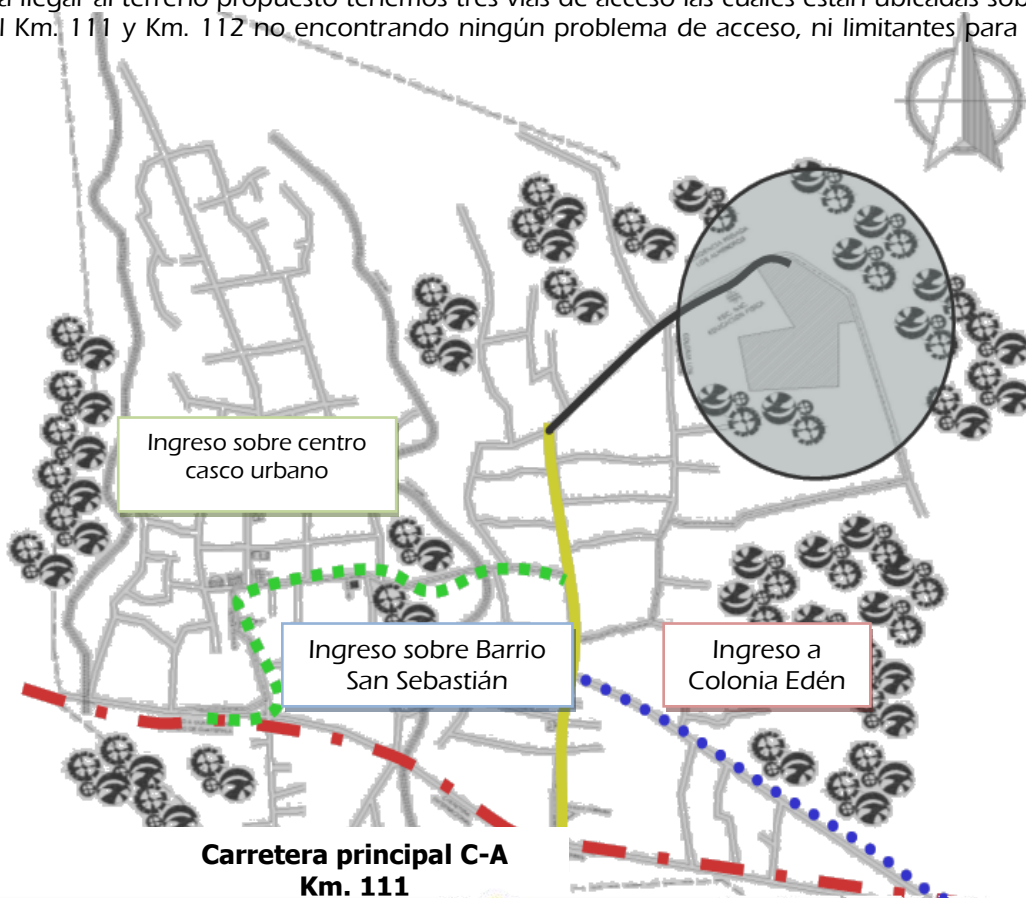 a llegar al terreno propuesto tenemos tres vías de acceso las cuales están ubicadas sob
l Km. 111 y Km. 112 no encontrando ningún problema de acceso, ni limitantes para
Ingreso sobre centro
casco urbano
Ingreso sobre Barrio
San Sebastián
Ingreso a
Colonia Edén
Carretera principal C-A
Km. 111